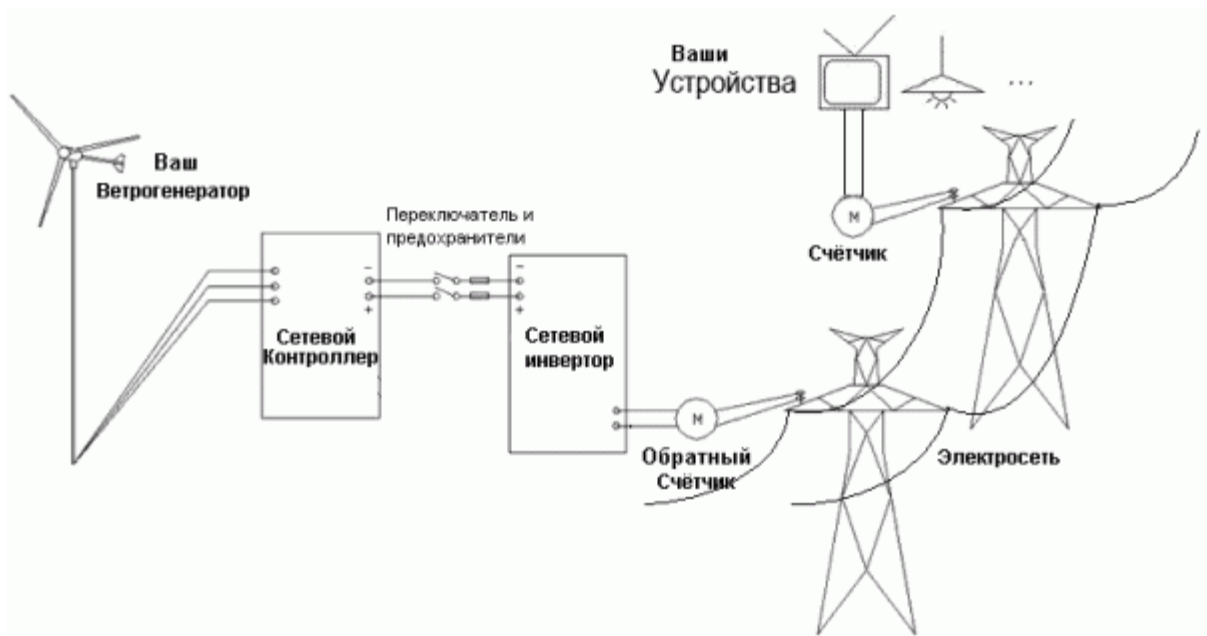 Ваши
Устройства
...
Ваш
Ветрогенератор
Переключатель и
предохранители
М
Счётчик
−
−
+
+
Сетевой
Контроллер
Сетевой
инвертор
М
Обратный
Счётчик
Электросеть